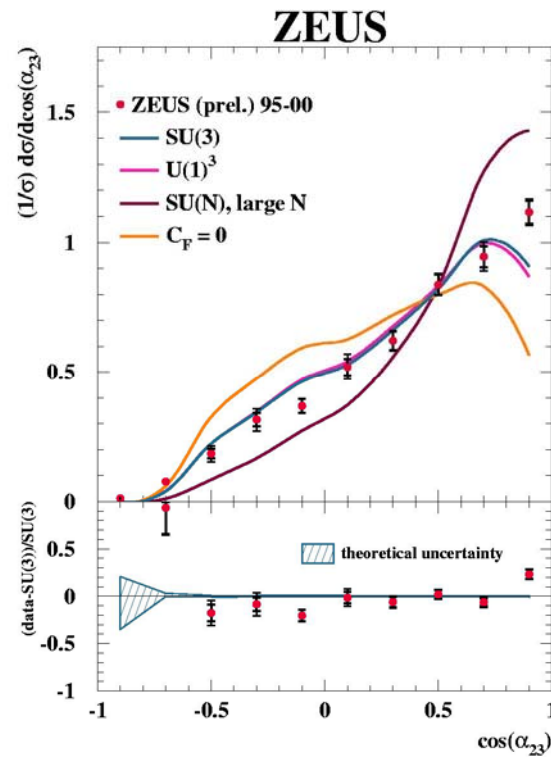 ZEUS
(1/σ) dσ/dcos(α₂₃)
1.5
1
0.5
0
ZEUS (prel.) 95-00
SU(3)
U(1)³
SU(N), large N
C_F = 0
(data-SU(3))/SU(3)
0.5
0
-0.5
-1
theoretical uncertainty
-1
-0.5
0
0.5
1
cos(α₂₃)